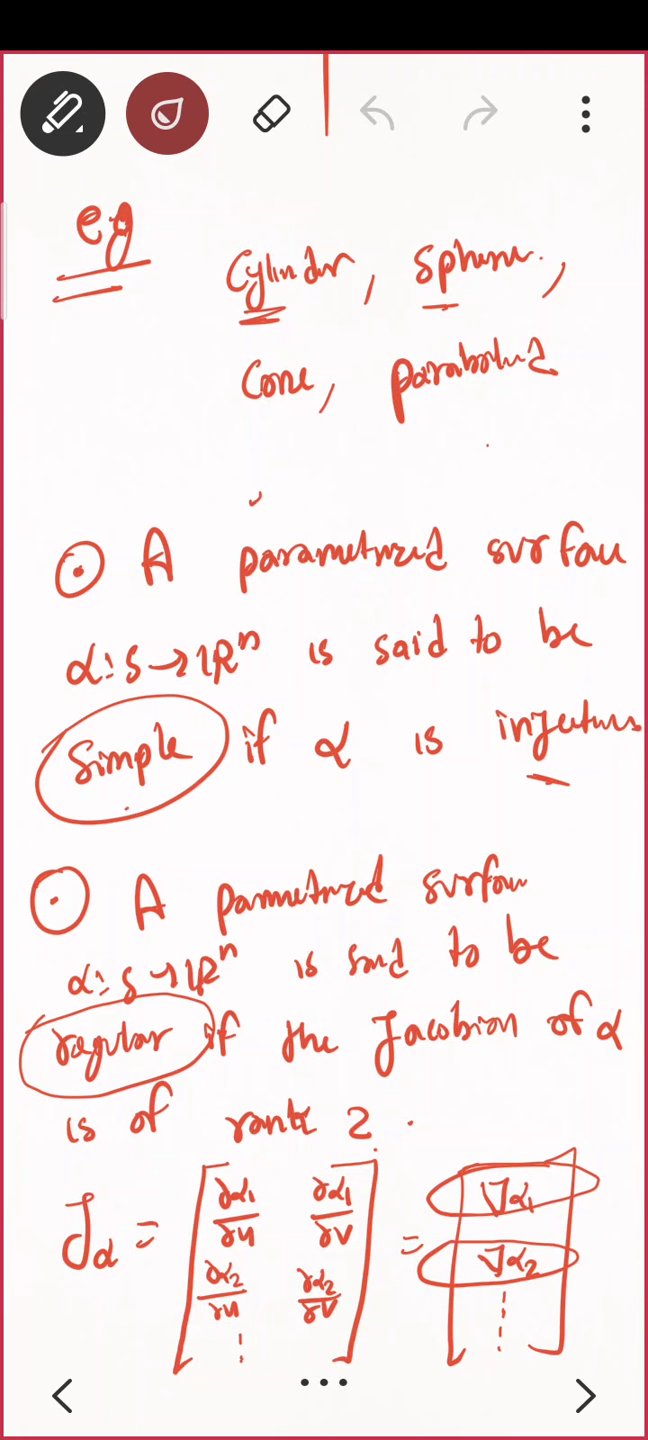 eg
Cylinder, sphere,
Cone, paraboloid
⊙ A parametrized surface
α: S → ℝⁿ is said to be
Simple if α is injective
⊙ A parametrized surface
α: S → ℝⁿ is said to be
regular if the Jacobian of α
is of rank 2.
J_α = [ ∂α₁/∂u ∂α₁/∂v ; ∂α₂/∂u ∂α₂/∂v ; ⋮ ] = [ ∇α₁ ; ∇α₂ ; ⋮ ]